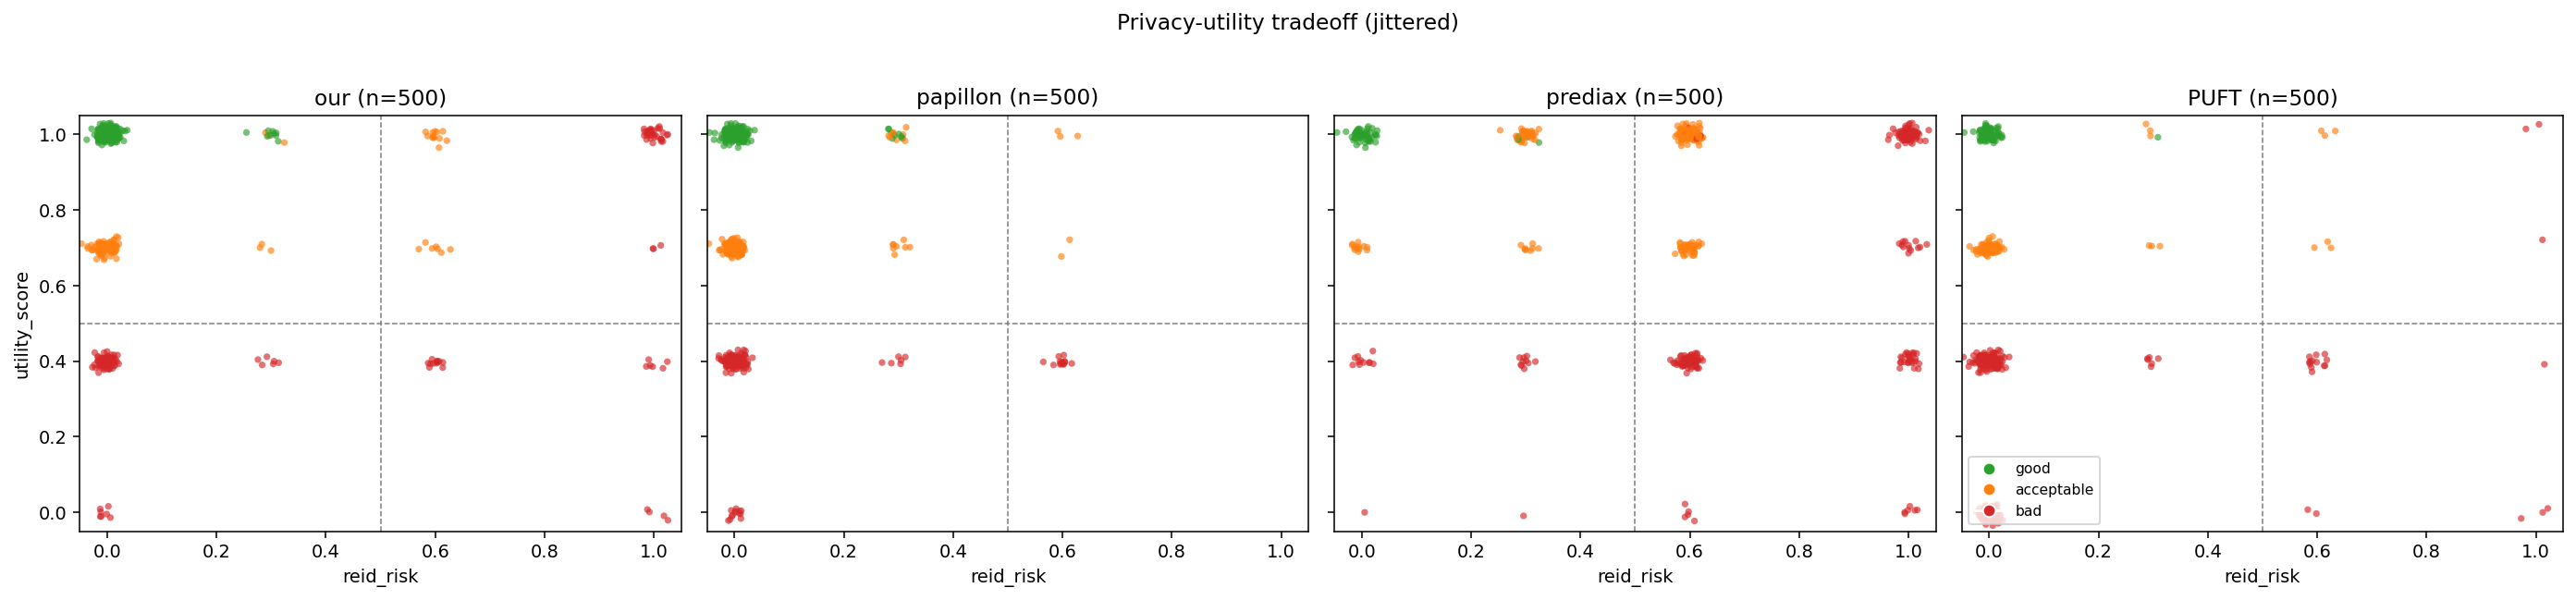 Privacy-utility tradeoff (jittered)
our (n=500)
papillon (n=500)
prediax (n=500)
PUFT (n=500)
utility_score
1.0
0.8
0.6
0.4
0.2
0.0
good
acceptable
bad
0.0 0.2 0.4 0.6 0.8 1.0
0.0 0.2 0.4 0.6 0.8 1.0
0.0 0.2 0.4 0.6 0.8 1.0
0.0 0.2 0.4 0.6 0.8 1.0
reid_risk
reid_risk
reid_risk
reid_risk